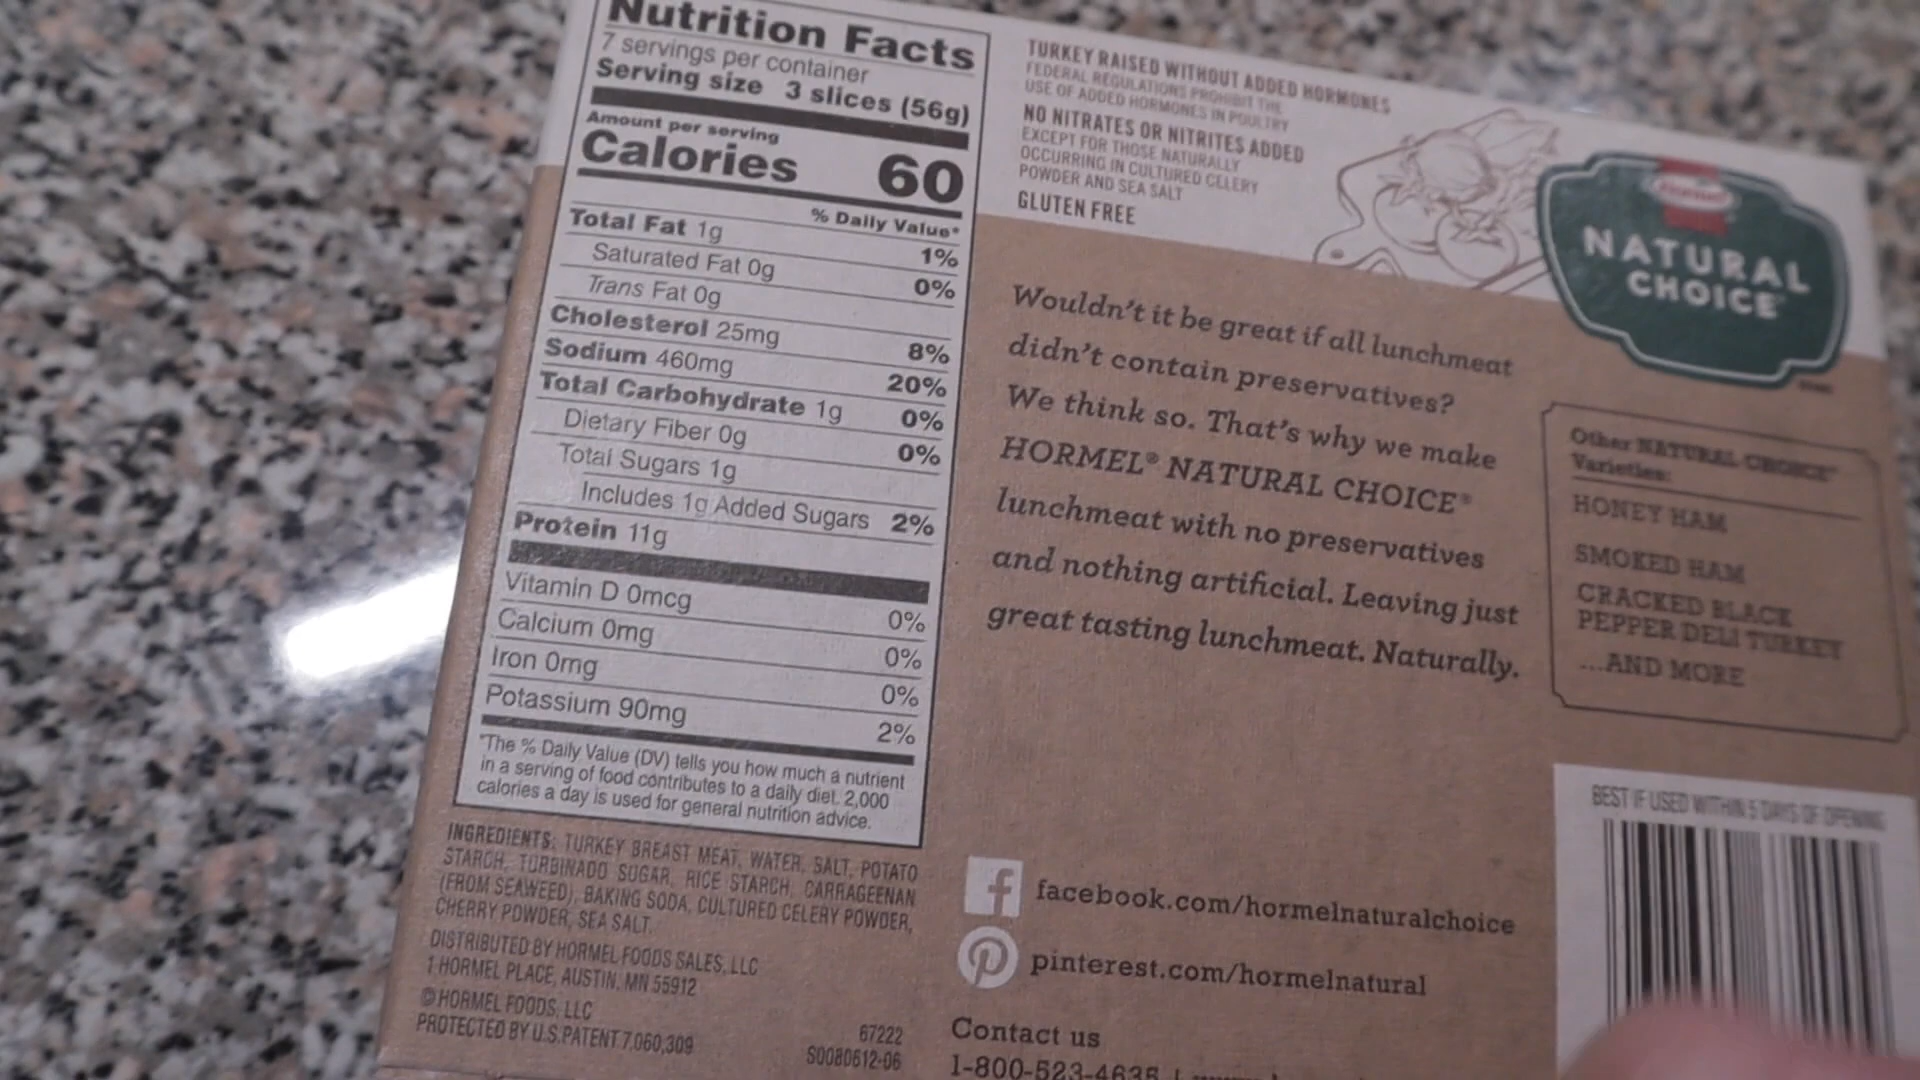 Nutrition Facts
7 servings per container
Serving size 3 slices (56g)
Amount per serving
Calories 60
% Daily Value*
Total Fat 1g 1%
Saturated Fat 0g 0%
Trans Fat 0g
Cholesterol 25mg 8%
Sodium 460mg 20%
Total Carbohydrate 1g 0%
Dietary Fiber 0g 0%
Total Sugars 1g
Includes 1g Added Sugars 2%
Protein 11g
Vitamin D 0mcg 0%
Calcium 0mg 0%
Iron 0mg 0%
Potassium 90mg 2%
*The % Daily Value (DV) tells you how much a nutrient
in a serving of food contributes to a daily diet. 2,000
calories a day is used for general nutrition advice.
INGREDIENTS: TURKEY BREAST MEAT, WATER, SALT, POTATO
STARCH, TURBINADO SUGAR, RICE STARCH, CARRAGEENAN
(FROM SEAWEED), BAKING SODA, CULTURED CELERY POWDER,
CHERRY POWDER, SEA SALT.
DISTRIBUTED BY HORMEL FOODS SALES, LLC
1 HORMEL PLACE, AUSTIN, MN 55912
© HORMEL FOODS, LLC
PROTECTED BY U.S. PATENT 7,060,309
67222
S0080612-06
TURKEY RAISED WITHOUT ADDED HORMONES
FEDERAL REGULATIONS PROHIBIT THE
USE OF ADDED HORMONES IN POULTRY
NO NITRATES OR NITRITES ADDED
EXCEPT FOR THOSE NATURALLY
OCCURRING IN CULTURED CELERY
POWDER AND SEA SALT
GLUTEN FREE
Wouldn't it be great if all lunchmeat
didn't contain preservatives?
We think so. That's why we make
HORMEL® NATURAL CHOICE®
lunchmeat with no preservatives
and nothing artificial. Leaving just
great tasting lunchmeat. Naturally.
facebook.com/hormelnaturalchoice
pinterest.com/hormelnatural
Contact us
1-800-523-4635
Hormel
NATURAL
CHOICE®
Other NATURAL CHOICE®
Varieties:
HONEY HAM
SMOKED HAM
CRACKED BLACK
PEPPER DELI TURKEY
...AND MORE
BEST IF USED WITHIN 5 DAYS OF OPENING